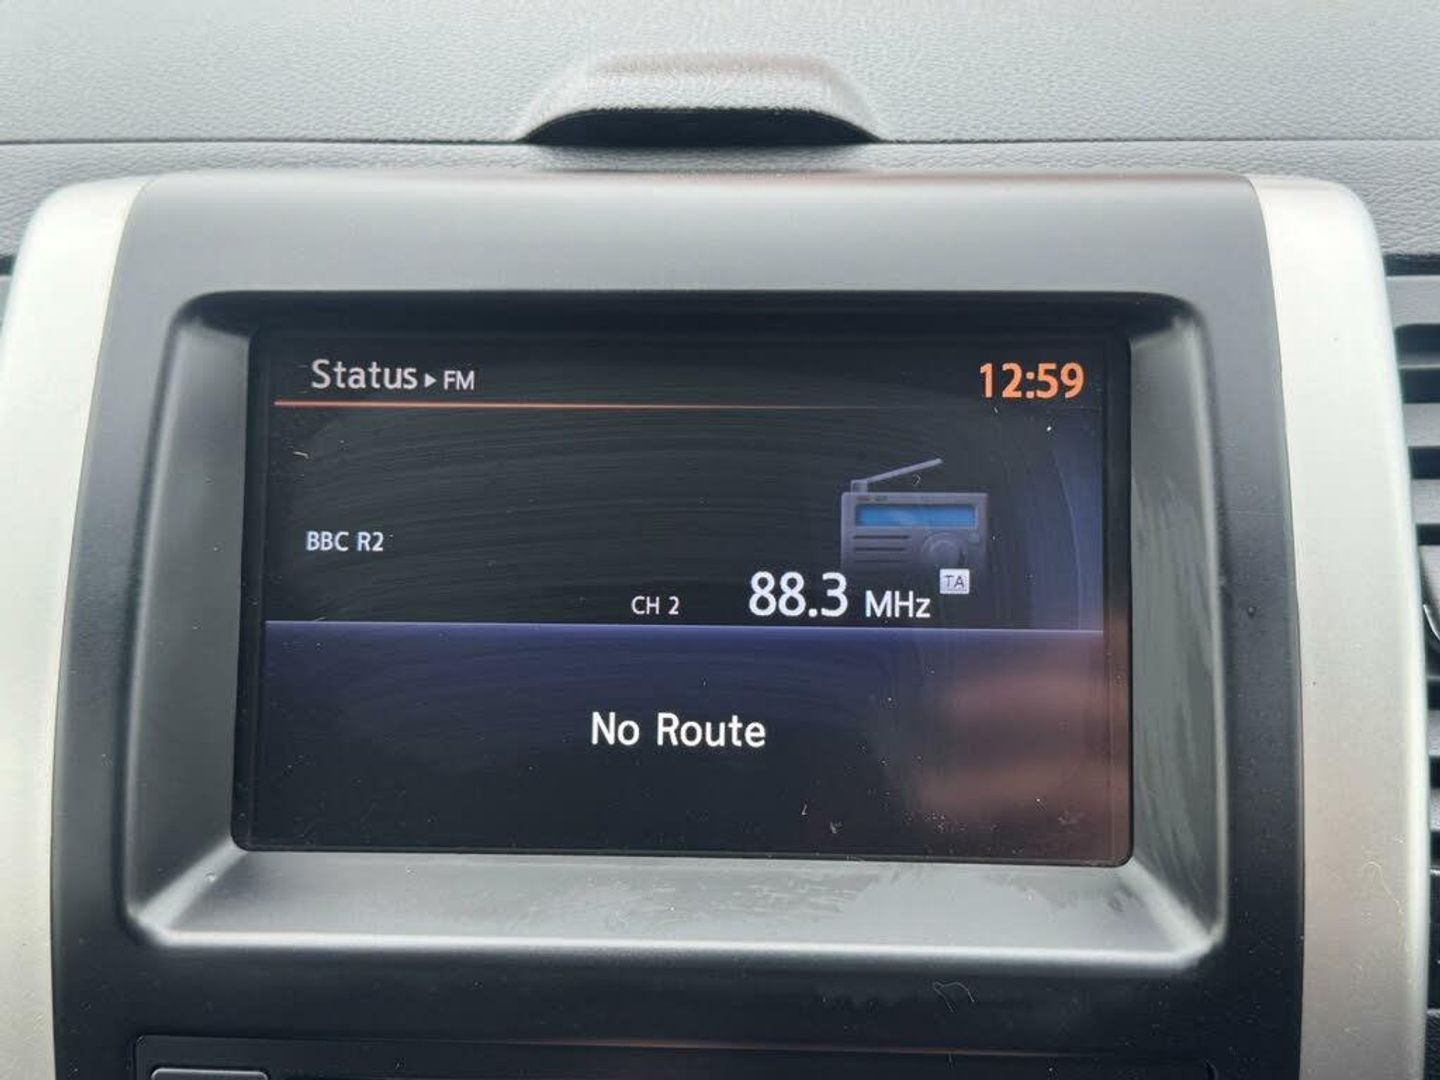 Status ▸ FM
12:59
BBC R2
CH 2
88.3 MHz
TA
No Route